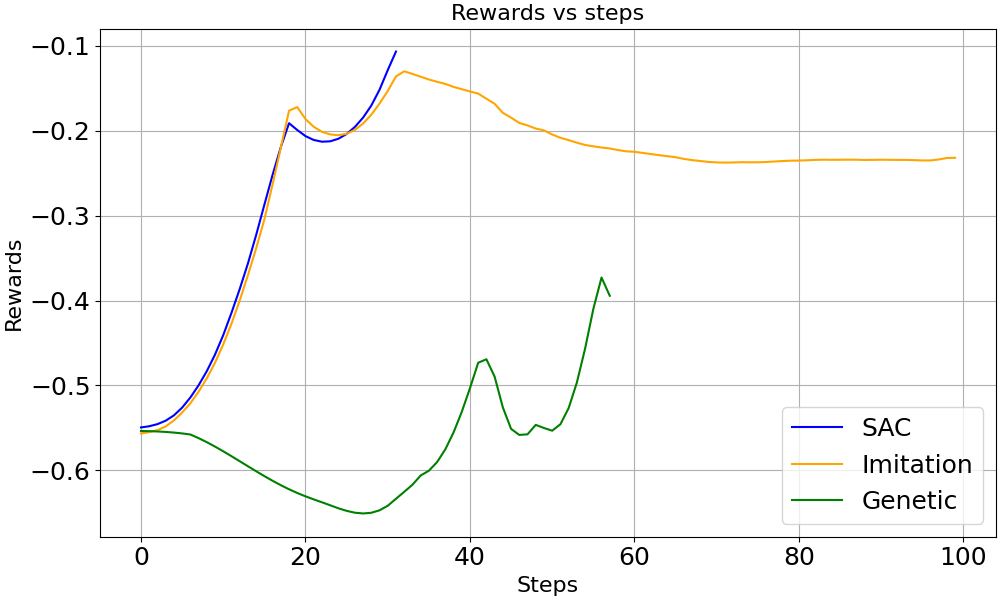 Rewards vs steps
Rewards
−0.1
−0.2
−0.3
−0.4
−0.5
−0.6
0 20 40 60 80 100
Steps
SAC
Imitation
Genetic